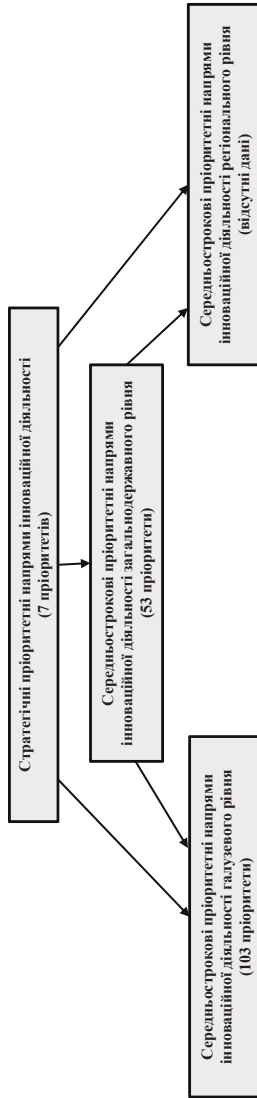 Стратегічні пріоритетні напрями інноваційної діяльності
(7 пріоритетів)
Середньострокові пріоритетні напрями
інноваційної діяльності загальнодержавного рівня
(53 пріоритети)
Середньострокові пріоритетні напрями
інноваційної діяльності галузевого рівня
(103 пріоритети)
Середньострокові пріоритетні напрями
інноваційної діяльності регіонального рівня
(відсутні дані)